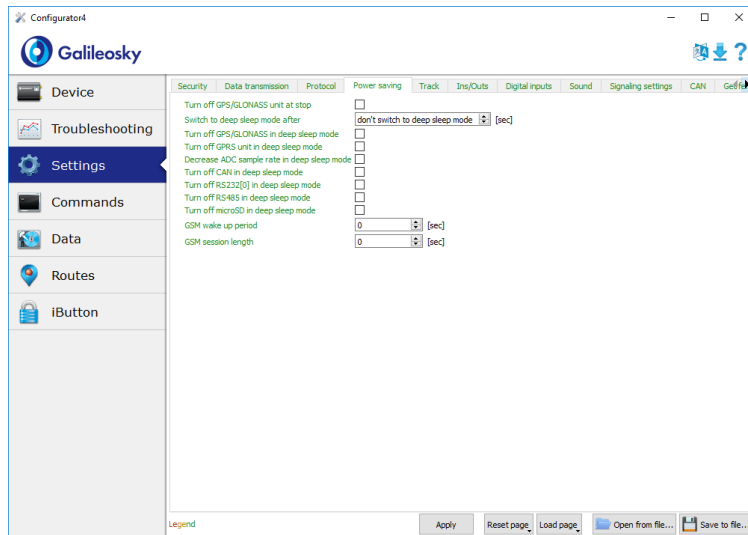 Configurator4
Galileosky
Device
Troubleshooting
Settings
Commands
Data
Routes
iButton
Security Data transmission Protocol Power saving Track Ins/Outs Digital inputs Sound Signaling settings CAN
Turn off GPS/GLONASS unit at stop
Switch to deep sleep mode after don't switch to deep sleep mode [sec]
Turn off GPS/GLONASS in deep sleep mode
Turn off GPRS unit in deep sleep mode
Decrease ADC sample rate in deep sleep mode
Turn off CAN in deep sleep mode
Turn off RS232[0] in deep sleep mode
Turn off RS485 in deep sleep mode
Turn off microSD in deep sleep mode
GSM wake up period 0 [sec]
GSM session length 0 [sec]
Legend Apply Reset page Load page Open from file... Save to file...